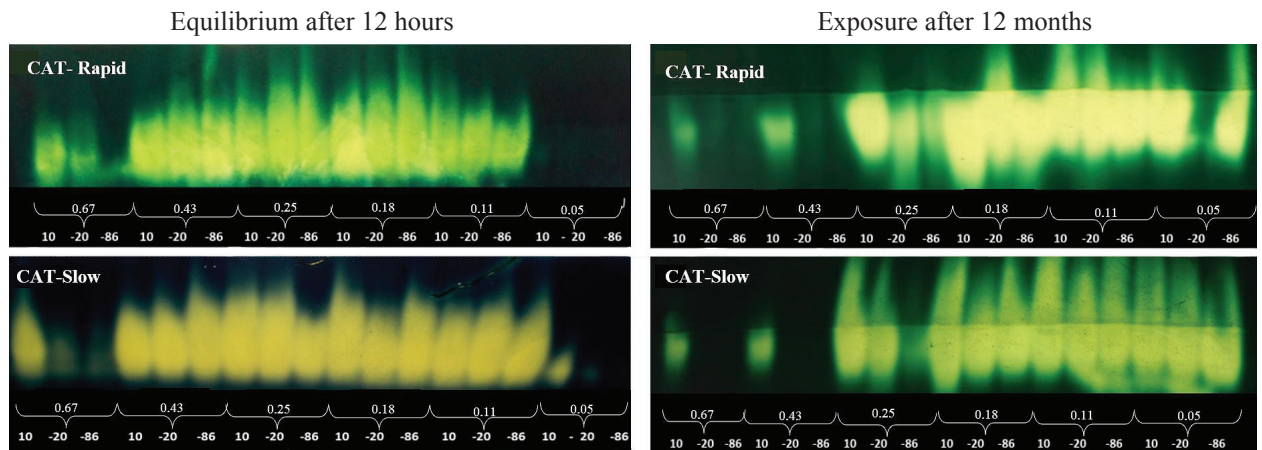 Equilibrium after 12 hours
Exposure after 12 months
CAT- Rapid
0.67 0.43 0.25 0.18 0.11 0.05
10 -20 -86 10 -20 -86 10 -20 -86 10 -20 -86 10 -20 -86 10 - 20 -86
CAT- Rapid
0.67 0.43 0.25 0.18 0.11 0.05
10 -20 -86 10 -20 -86 10 -20 -86 10 -20 -86 10 -20 -86 10 -20 -86
CAT-Slow
0.67 0.43 0.25 0.18 0.11 0.05
10 -20 -86 10 -20 -86 10 -20 -86 10 -20 -86 10 -20 -86 10 - 20 -86
CAT-Slow
0.67 0.43 0.25 0.18 0.11 0.05
10 -20 -86 10 -20 -86 10 -20 -86 10 -20 -86 10 -20 -86 10 -20 -86